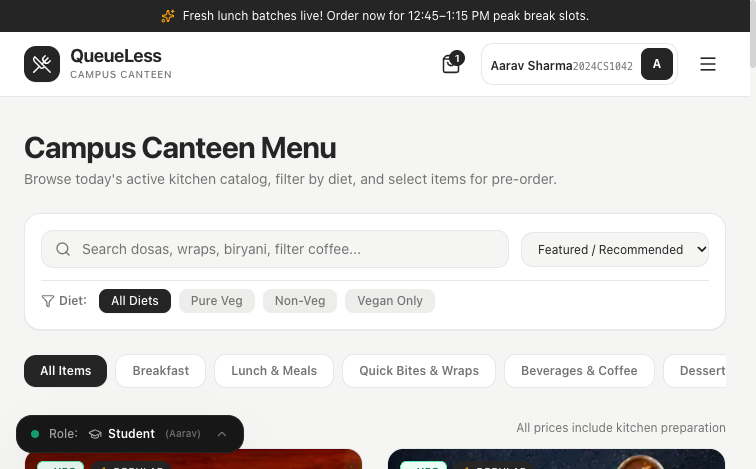 Fresh lunch batches live! Order now for 12:45–1:15 PM peak break slots.
QueueLess
CAMPUS CANTEEN
1
Aarav Sharma 2024CS1042 A
Campus Canteen Menu
Browse today's active kitchen catalog, filter by diet, and select items for pre-order.
Search dosas, wraps, biryani, filter coffee...
Featured / Recommended
Diet: All Diets Pure Veg Non-Veg Vegan Only
All Items Breakfast Lunch & Meals Quick Bites & Wraps Beverages & Coffee Dessert
Role: Student (Aarav)
All prices include kitchen preparation